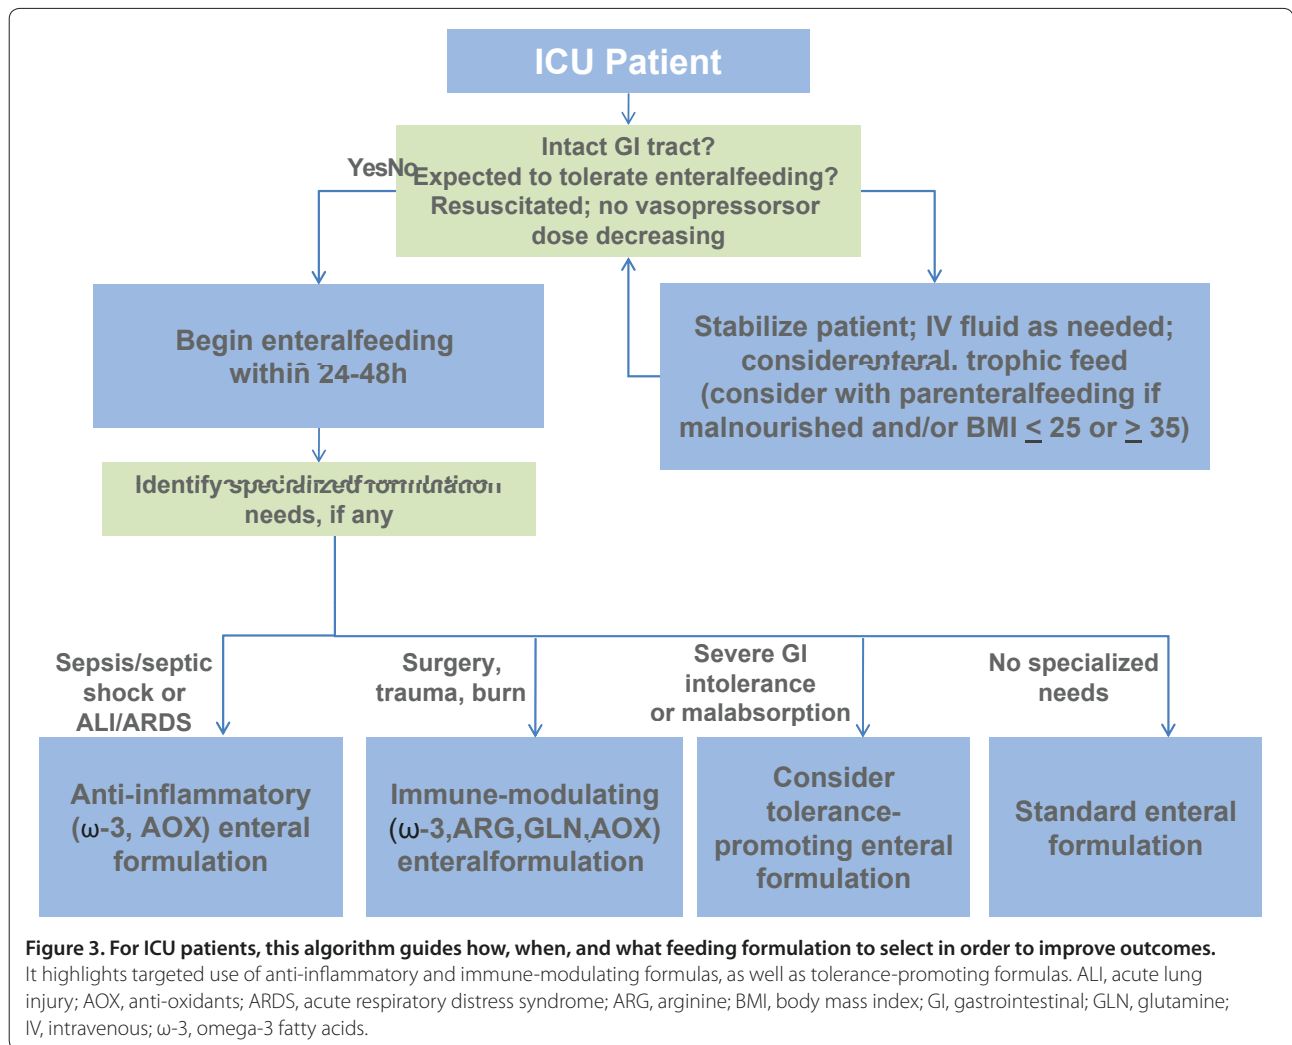 ICU Patient
Intact GI tract?
YesNo
Expected to tolerate enteralfeeding?
Resuscitated; no vasopressorsor
dose decreasing
Begin enteralfeeding
within 24-48h
Stabilize patient; IV fluid as needed;
considerenteral. trophic feed
(consider with parenteralfeeding if
malnourished and/or BMI < 25 or > 35)
Identify specialized formulation
needs, if any
Sepsis/septic
shock or
ALI/ARDS
Surgery,
trauma, burn
Severe GI
intolerance
or malabsorption
No specialized
needs
Anti-inflammatory
(ω-3, AOX) enteral
formulation
Immune-modulating
(ω-3,ARG,GLN,AOX)
enteralformulation
Consider
tolerance-
promoting enteral
formulation
Standard enteral
formulation
Figure 3. For ICU patients, this algorithm guides how, when, and what feeding formulation to select in order to improve outcomes.
It highlights targeted use of anti-inflammatory and immune-modulating formulas, as well as tolerance-promoting formulas. ALI, acute lung
injury; AOX, anti-oxidants; ARDS, acute respiratory distress syndrome; ARG, arginine; BMI, body mass index; GI, gastrointestinal; GLN, glutamine;
IV, intravenous; ω-3, omega-3 fatty acids.